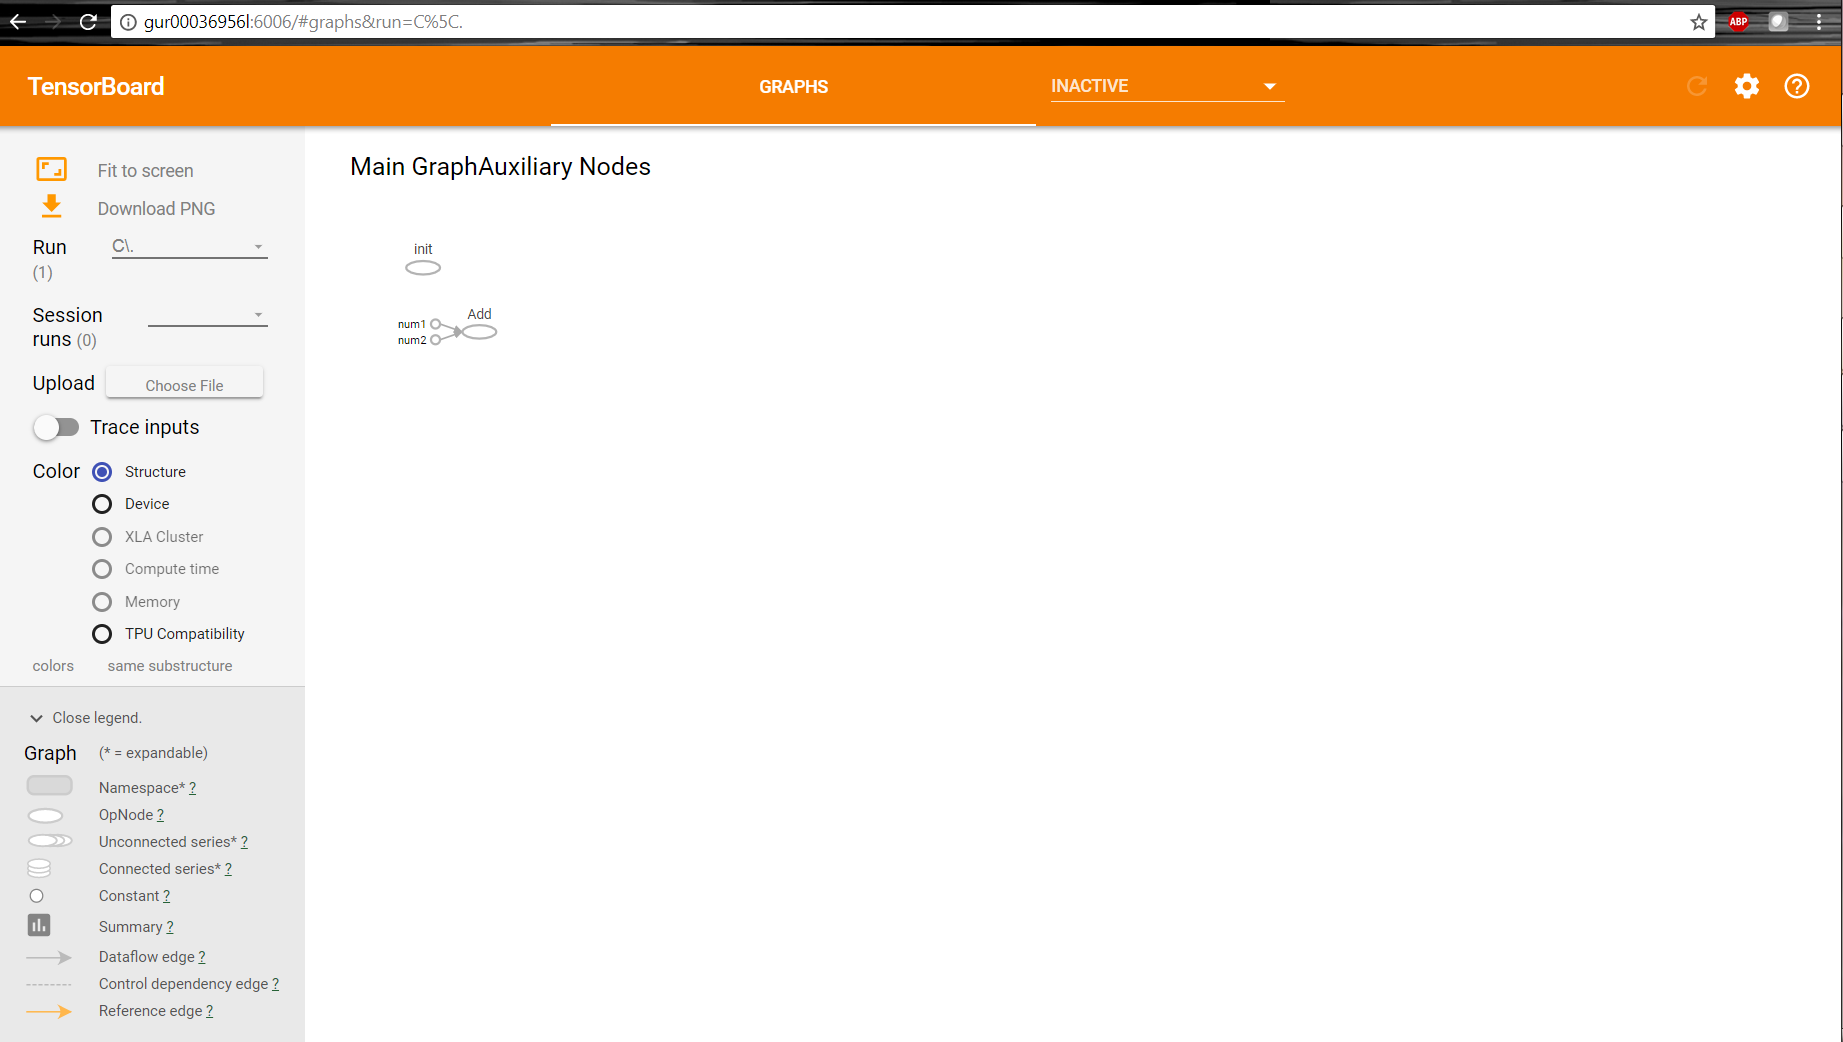 gur00036956l:6006/#graphs&run=C%5C.
ABP
TensorBoard
GRAPHS
INACTIVE
Fit to screen
Download PNG
Run
(1)
C\.
Session
runs (0)
Upload
Choose File
Trace inputs
Color
Structure
Device
XLA Cluster
Compute time
Memory
TPU Compatibility
colors same substructure
Close legend.
Graph (* = expandable)
Namespace* ?
OpNode ?
Unconnected series* ?
Connected series* ?
Constant ?
Summary ?
Dataflow edge ?
Control dependency edge ?
Reference edge ?
Main GraphAuxiliary Nodes
init
Add
num1
num2